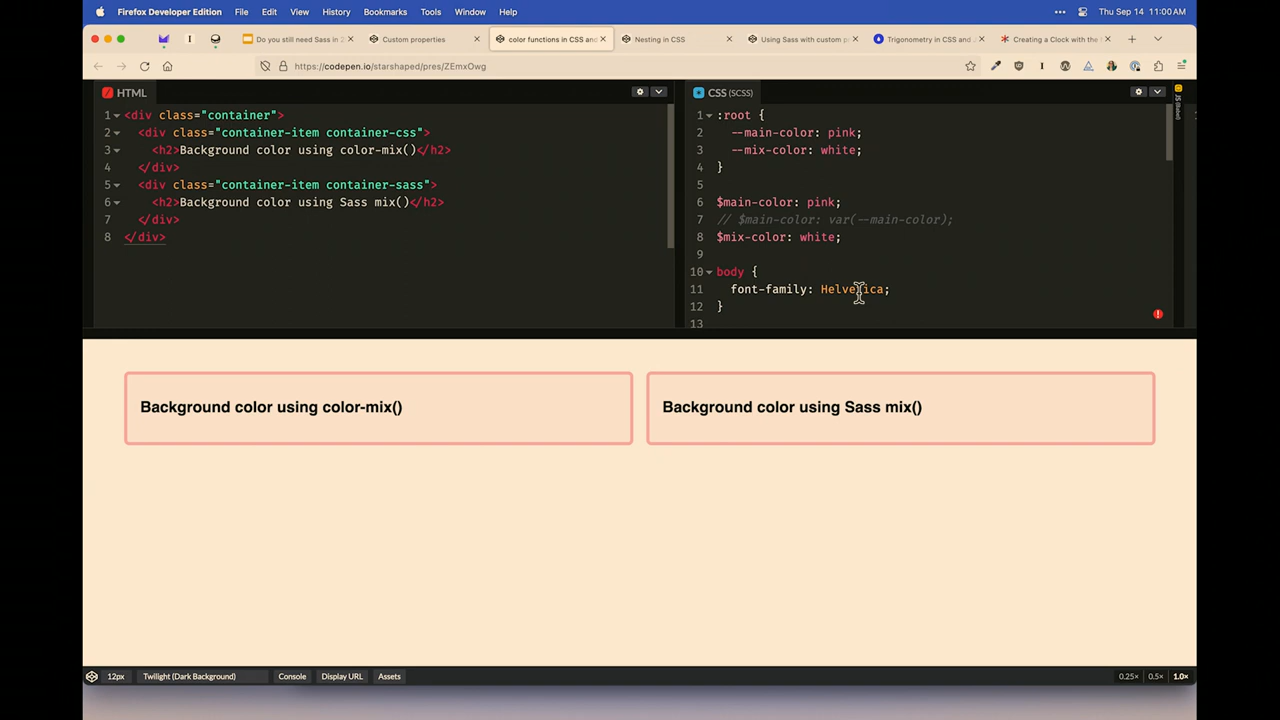 Firefox Developer Edition File Edit View History Bookmarks Tools Window Help Thu Sep 14 11:00 AM
Do you still need Sass in 2 Custom properties color functions in CSS and Nesting in CSS Using Sass with custom p Trigonometry in CSS and J Creating a Clock with the
https://codepen.io/starshaped/pres/ZEmxOwg
HTML
1 <div class="container">
2 <div class="container-item container-css">
3 <h2>Background color using color-mix()</h2>
4 </div>
5 <div class="container-item container-sass">
6 <h2>Background color using Sass mix()</h2>
7 </div>
8 </div>
CSS (SCSS)
1 :root {
2 --main-color: pink;
3 --mix-color: white;
4 }
5
6 $main-color: pink;
7 // $main-color: var(--main-color);
8 $mix-color: white;
9
10 body {
11 font-family: Helvetica;
12 }
13
Background color using color-mix()
Background color using Sass mix()
12px Twilight (Dark Background) Console Display URL Assets 0.25× 0.5× 1.0×